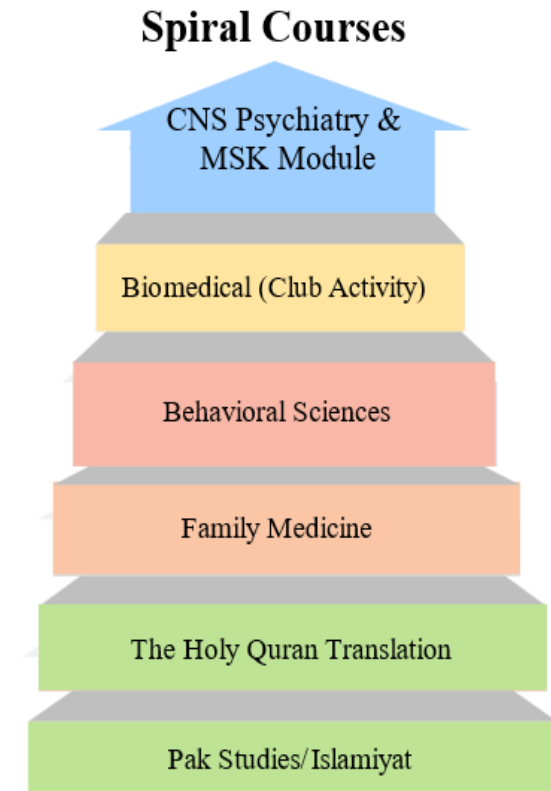 Spiral Courses
CNS Psychiatry &
MSK Module
Biomedical (Club Activity)
Behavioral Sciences
Family Medicine
The Holy Quran Translation
Pak Studies/Islamiyat